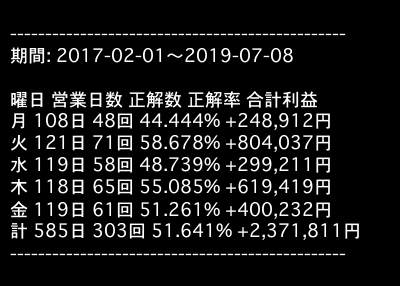 ------------------------------------------------
期間: 2017-02-01〜2019-07-08
曜日 営業日数 正解数 正解率 合計利益
月 108日 48回 44.444% +248,912円
火 121日 71回 58.678% +804,037円
水 119日 58回 48.739% +299,211円
木 118日 65回 55.085% +619,419円
金 119日 61回 51.261% +400,232円
計 585日 303回 51.641% +2,371,811円
------------------------------------------------